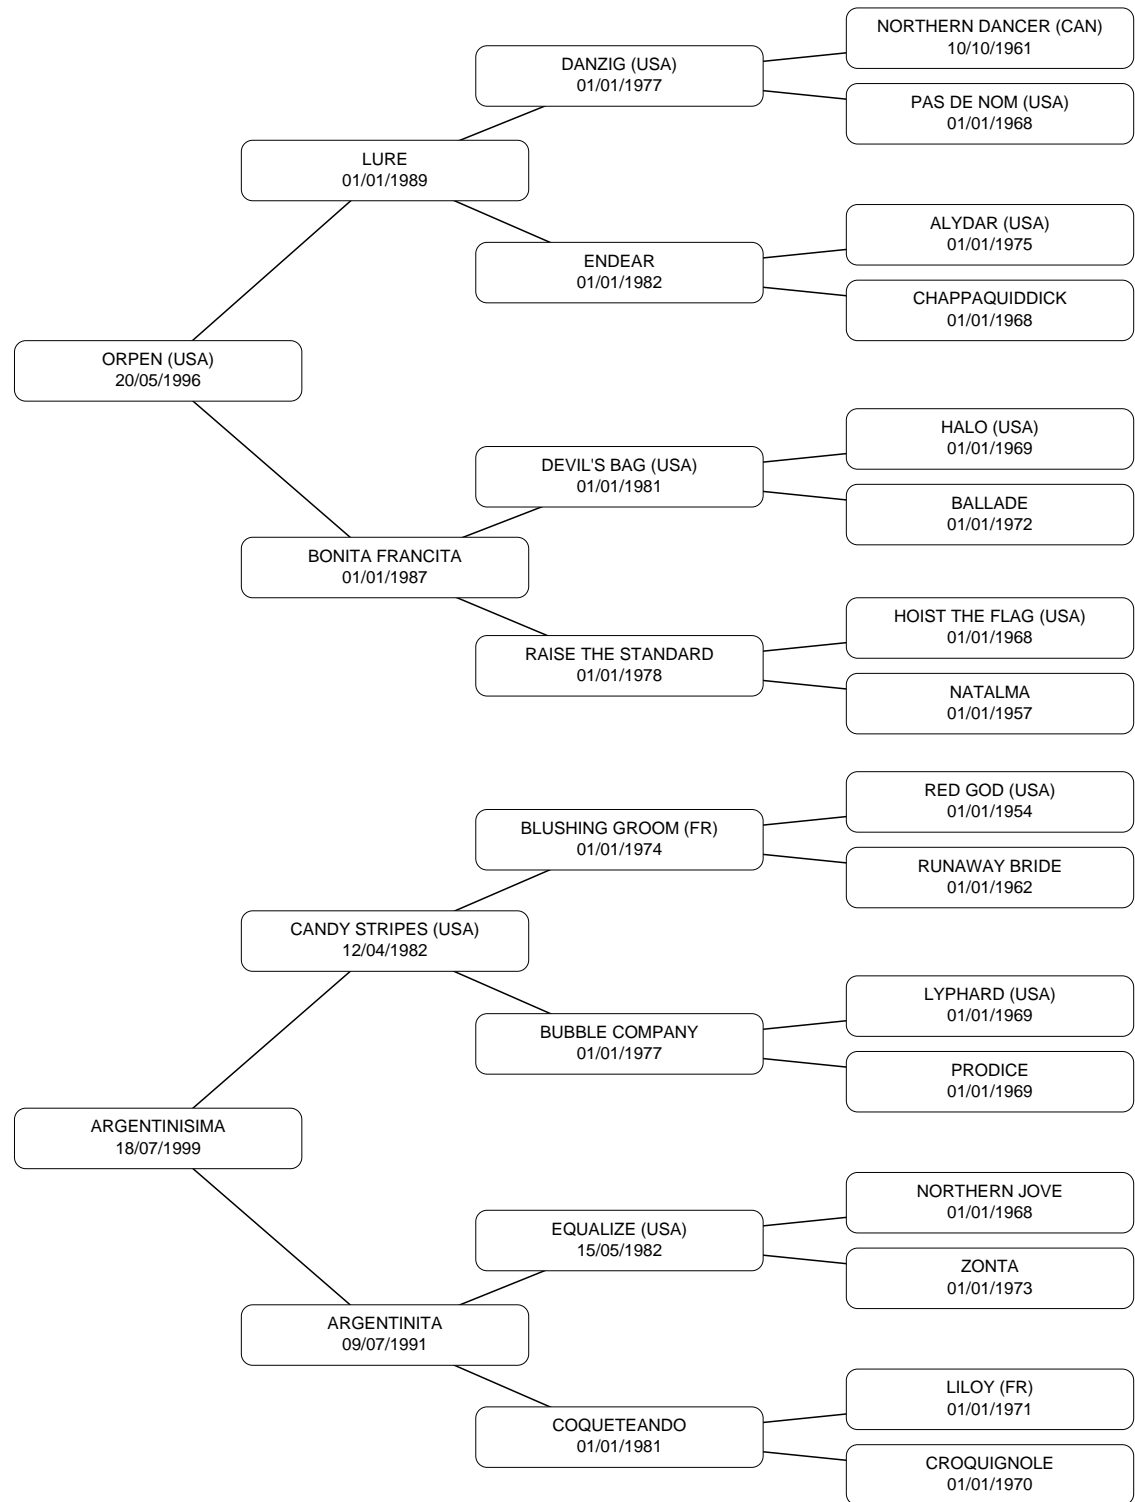 NORTHERN DANCER (CAN)
10/10/1961
DANZIG (USA)
01/01/1977
PAS DE NOM (USA)
01/01/1968
LURE
01/01/1989
ALYDAR (USA)
01/01/1975
ENDEAR
01/01/1982
CHAPPAQUIDDICK
01/01/1968
ORPEN (USA)
20/05/1996
HALO (USA)
01/01/1969
DEVIL'S BAG (USA)
01/01/1981
BALLADE
01/01/1972
BONITA FRANCITA
01/01/1987
HOIST THE FLAG (USA)
01/01/1968
RAISE THE STANDARD
01/01/1978
NATALMA
01/01/1957
RED GOD (USA)
01/01/1954
BLUSHING GROOM (FR)
01/01/1974
RUNAWAY BRIDE
01/01/1962
CANDY STRIPES (USA)
12/04/1982
LYPHARD (USA)
01/01/1969
BUBBLE COMPANY
01/01/1977
PRODICE
01/01/1969
ARGENTINISIMA
18/07/1999
NORTHERN JOVE
01/01/1968
EQUALIZE (USA)
15/05/1982
ZONTA
01/01/1973
ARGENTINITA
09/07/1991
LILOY (FR)
01/01/1971
COQUETEANDO
01/01/1981
CROQUIGNOLE
01/01/1970